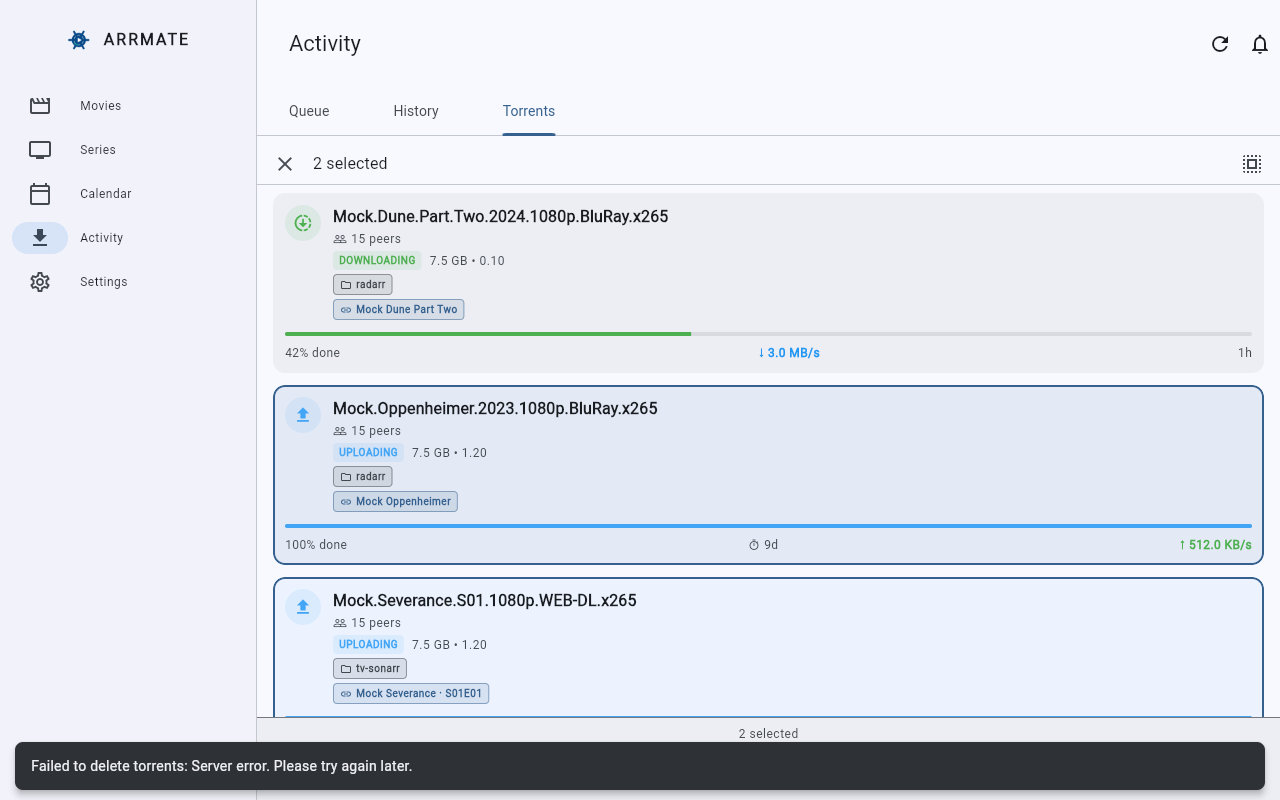 ARRMATE
Movies
Series
Calendar
Activity
Settings
Activity
Queue
History
Torrents
2 selected
Mock.Dune.Part.Two.2024.1080p.BluRay.x265
15 peers
DOWNLOADING 7.5 GB • 0.10
radarr
Mock Dune Part Two
42% done ↓ 3.0 MB/s 1h
Mock.Oppenheimer.2023.1080p.BluRay.x265
15 peers
UPLOADING 7.5 GB • 1.20
radarr
Mock Oppenheimer
100% done 9d ↑ 512.0 KB/s
Mock.Severance.S01.1080p.WEB-DL.x265
15 peers
UPLOADING 7.5 GB • 1.20
tv-sonarr
Mock Severance · S01E01
2 selected
Failed to delete torrents: Server error. Please try again later.